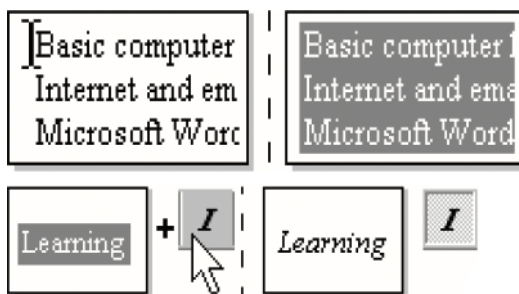 Basic computer
Internet and em
Microsoft Word
Basic computer
Internet and ema
Microsoft Word
Learning
+
I
Learning
I